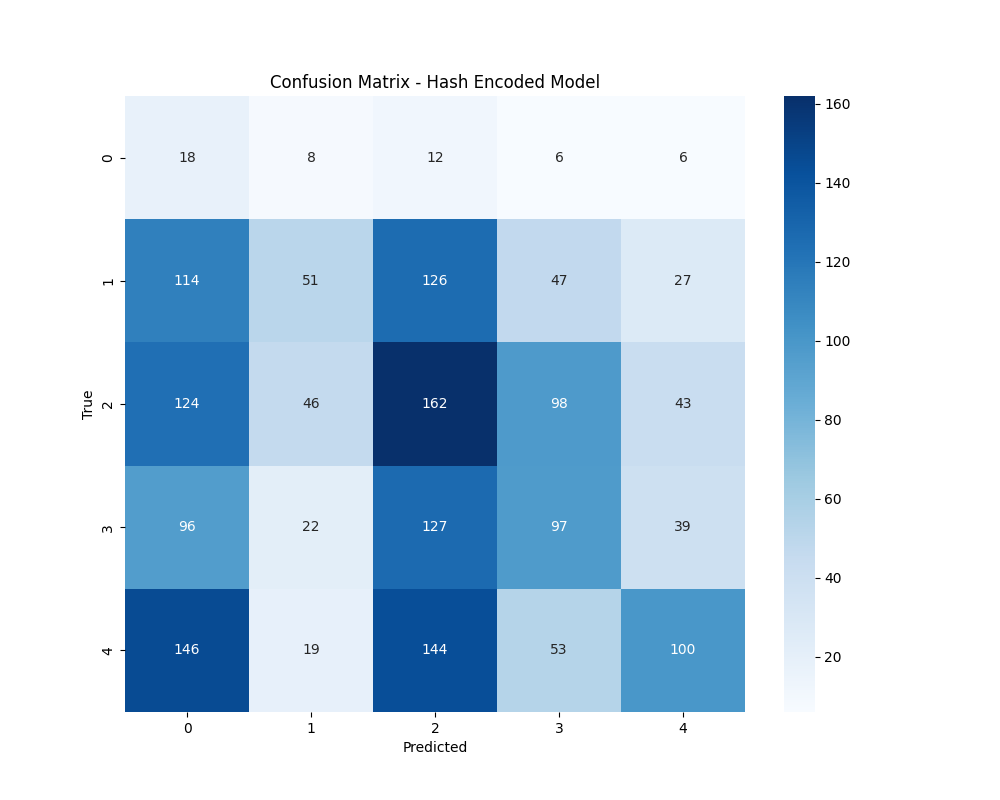 Confusion Matrix - Hash Encoded Model
0 18 8 12 6 6
1 114 51 126 47 27
2 124 46 162 98 43
3 96 22 127 97 39
4 146 19 144 53 100
0 1 2 3 4
Predicted
True
160
140
120
100
80
60
40
20